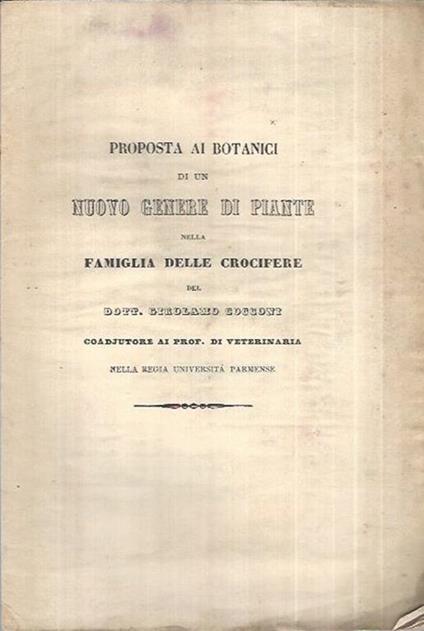 PROPOSTA AI BOTANICI
DI UN
NUOVO GENERE DI PIANTE
NELLA
FAMIGLIA DELLE CROCIFERE
DEL
DOTT. GIROLAMO COCCONI
COADJUTORE AI PROF. DI VETERINARIA
NELLA REGIA UNIVERSITÀ PARMENSE